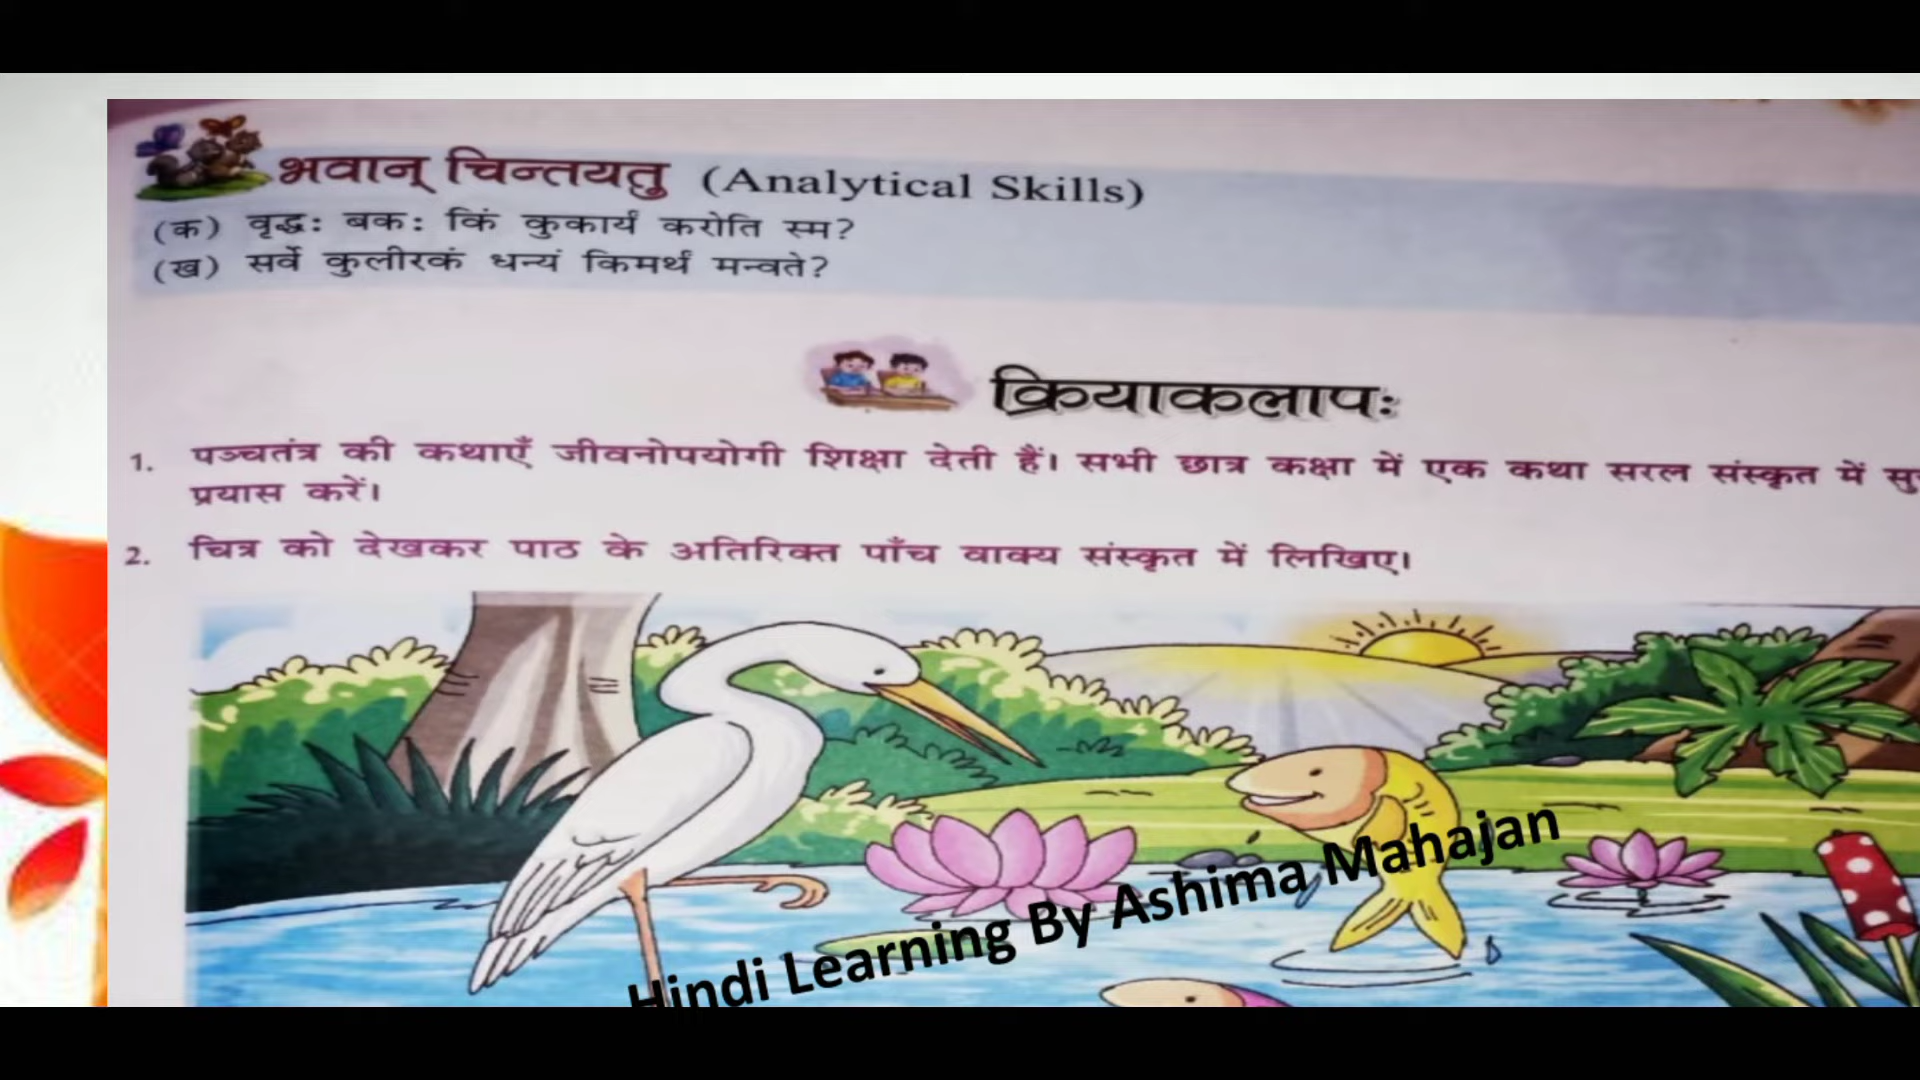 भवान् चिन्तयतु (Analytical Skills)
(क) वृद्धः बकः किं कुकार्यं करोति स्म?
(ख) सर्वे कुलीरकं धन्यं किमर्थं मन्वते?
क्रियाकलापः
1. पञ्चतंत्र की कथाएँ जीवनोपयोगी शिक्षा देती हैं। सभी छात्र कक्षा में एक कथा सरल संस्कृत में
प्रयास करें।
2. चित्र को देखकर पाठ के अतिरिक्त पाँच वाक्य संस्कृत में लिखिए।
Hindi Learning By Ashima Mahajan